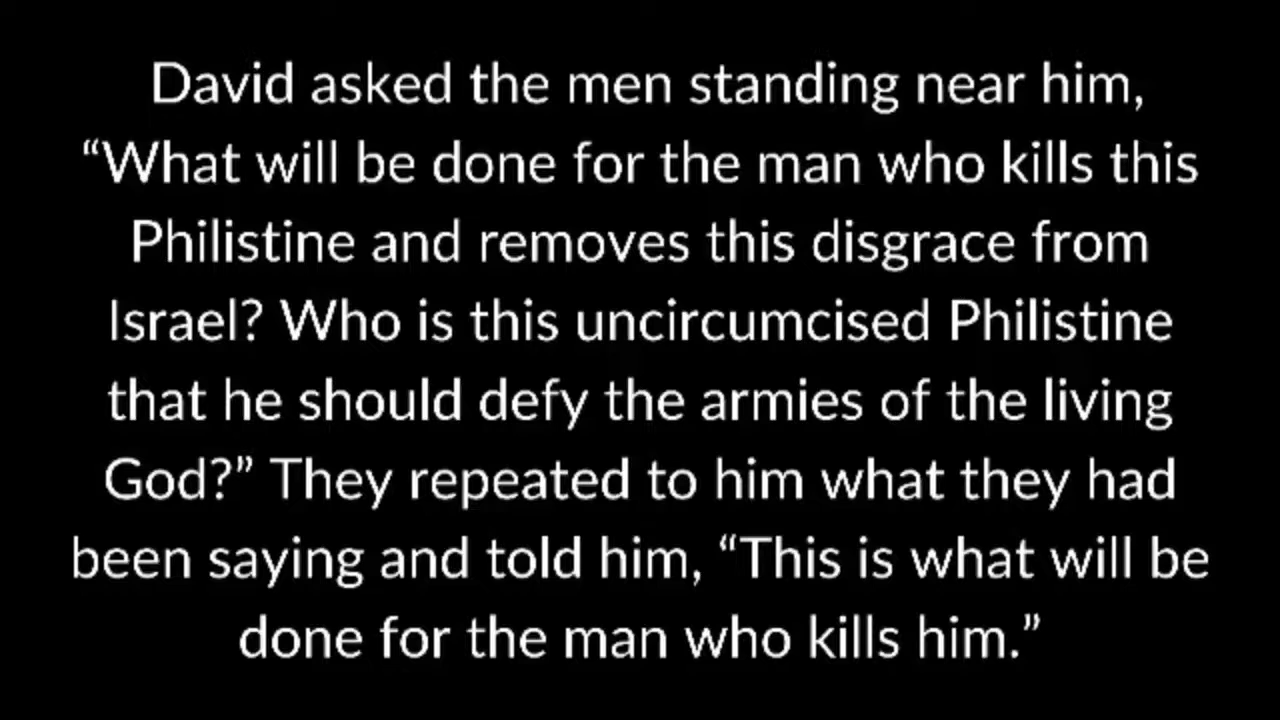 David asked the men standing near him,
“What will be done for the man who kills this
Philistine and removes this disgrace from
Israel? Who is this uncircumcised Philistine
that he should defy the armies of the living
God?” They repeated to him what they had
been saying and told him, “This is what will be
done for the man who kills him.”